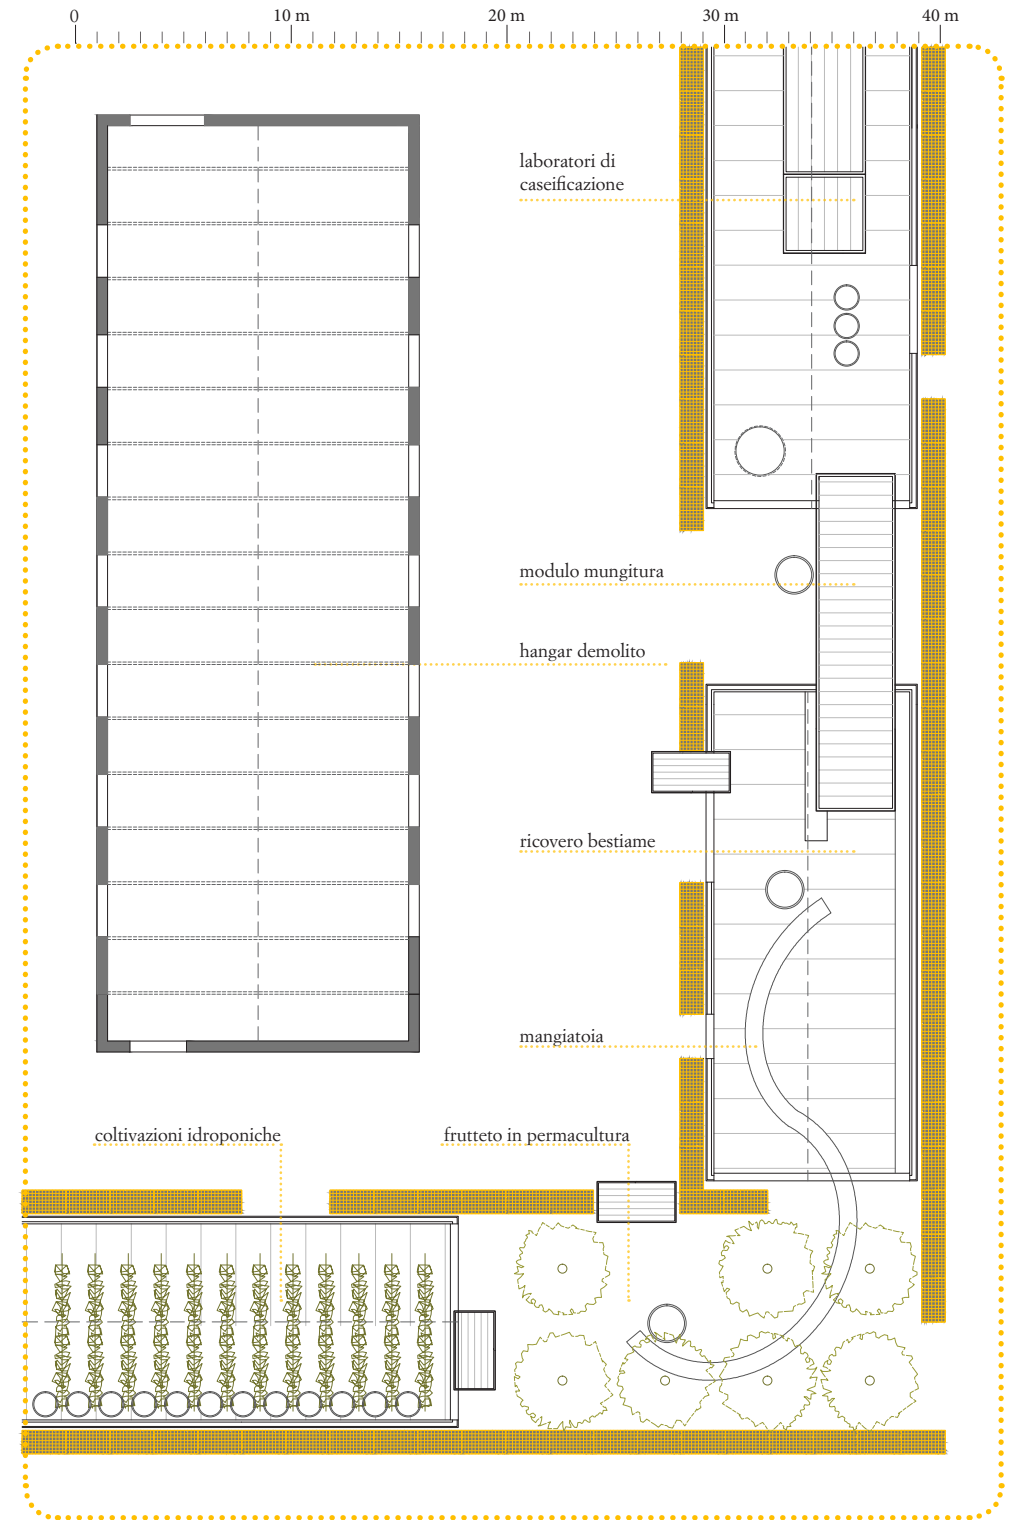 0 10 m 20 m 30 m 40 m
laboratori di
caseificazione
modulo mungitura
hangar demolito
ricovero bestiame
mangiatoia
coltivazioni idroponiche frutteto in permacultura